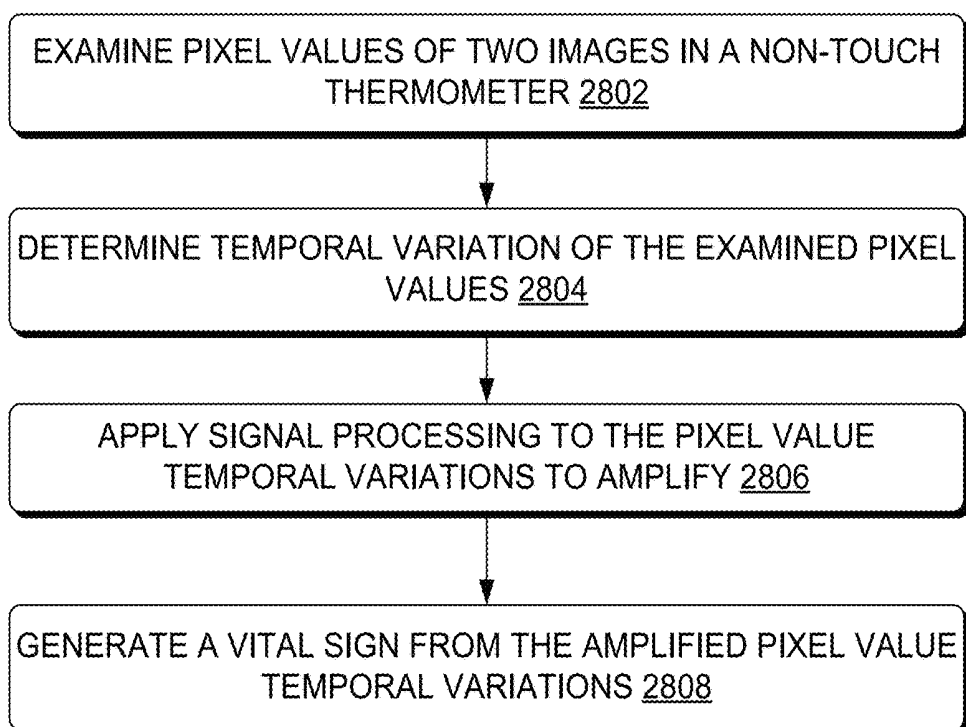 EXAMINE PIXEL VALUES OF TWO IMAGES IN A NON-TOUCH
THERMOMETER 2802
DETERMINE TEMPORAL VARIATION OF THE EXAMINED PIXEL
VALUES 2804
APPLY SIGNAL PROCESSING TO THE PIXEL VALUE
TEMPORAL VARIATIONS TO AMPLIFY 2806
GENERATE A VITAL SIGN FROM THE AMPLIFIED PIXEL VALUE
TEMPORAL VARIATIONS 2808